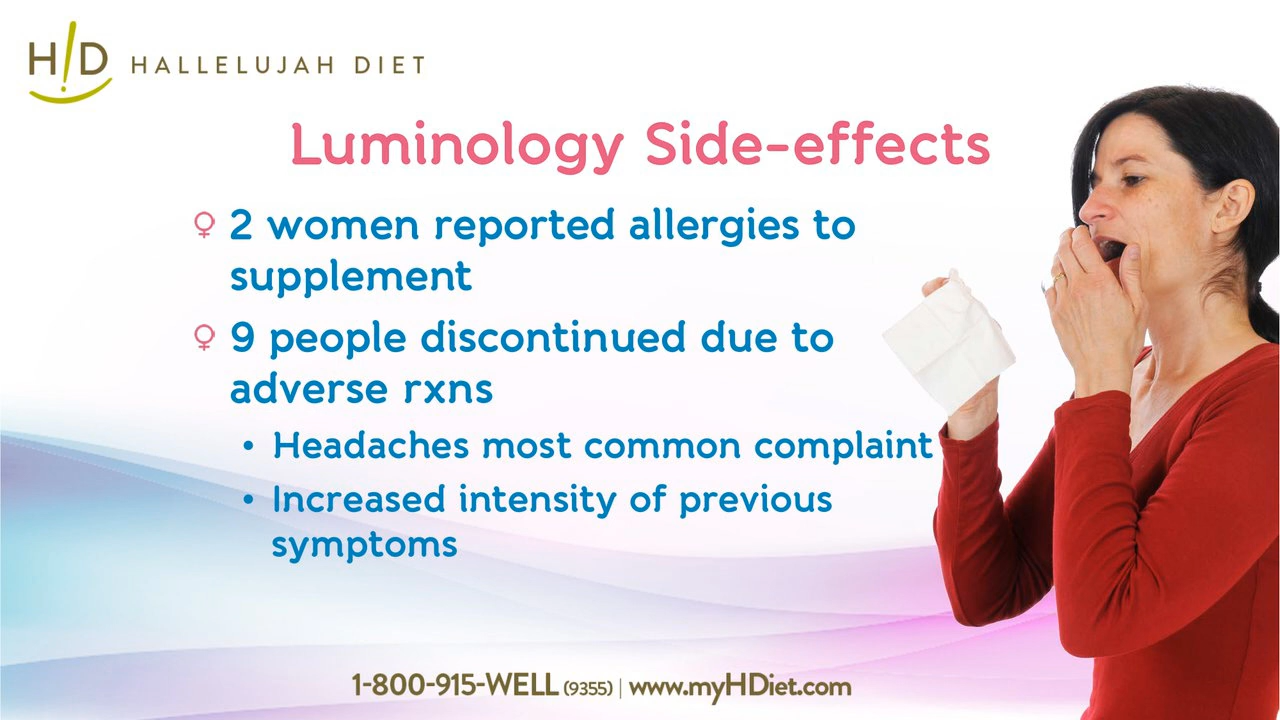 H!D HALLELUJAH DIET
Luminology Side-effects
♀ 2 women reported allergies to
supplement
♀ 9 people discontinued due to
adverse rxns
• Headaches most common complaint
• Increased intensity of previous
symptoms
1-800-915-WELL (9355) | www.myHDiet.com